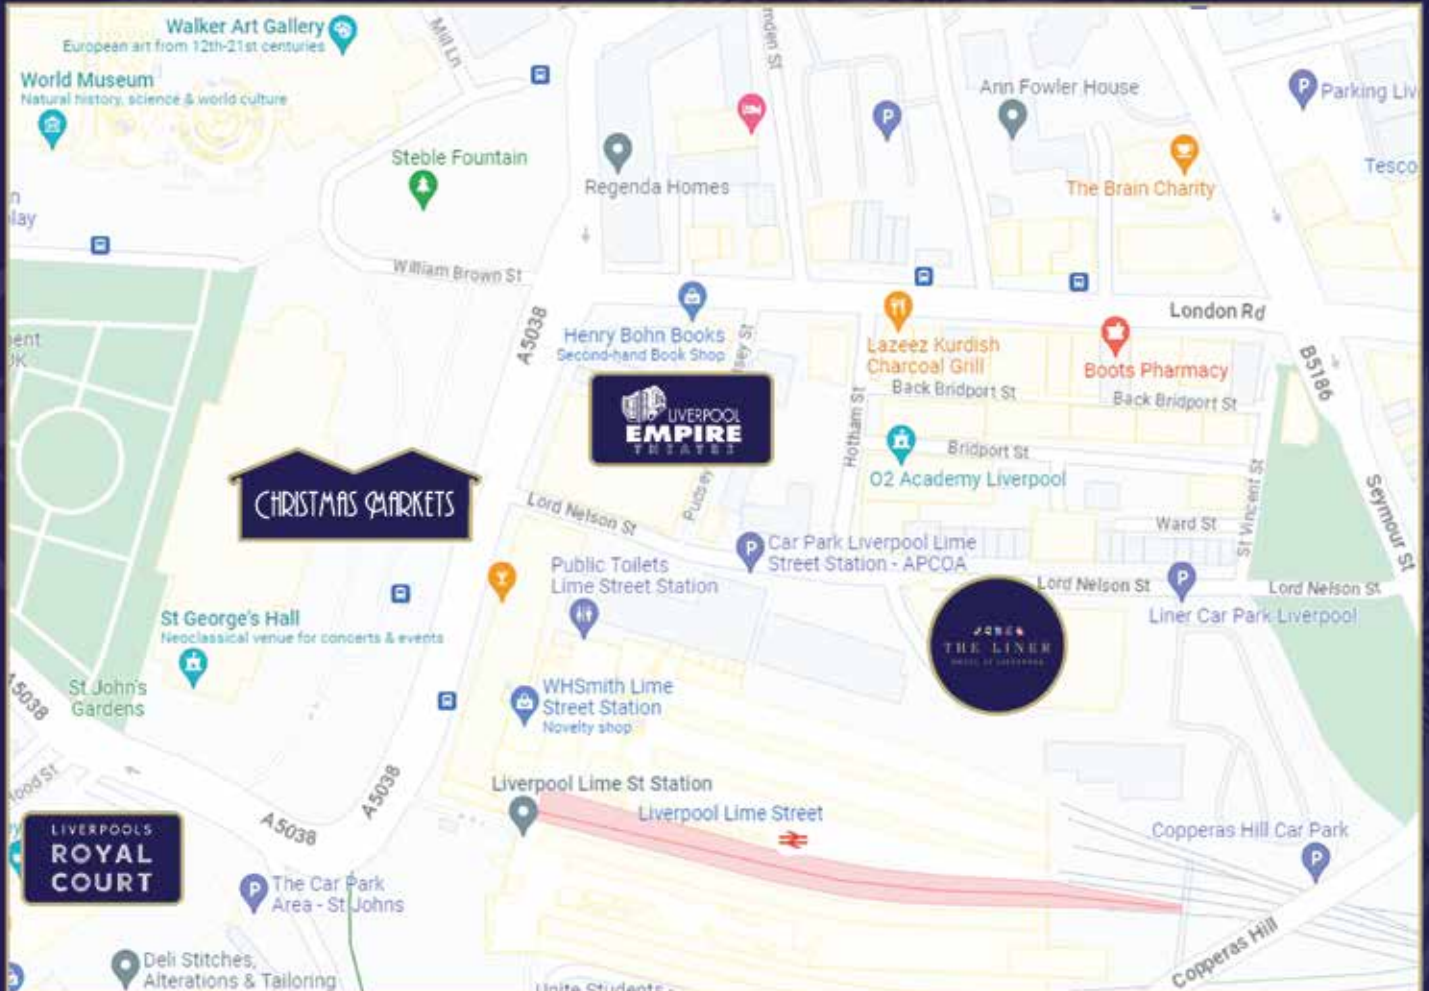 Walker Art Gallery
European art from 12th-21st centuries
Mill Ln
World Museum
Natural history, science & world culture
Ann Fowler House
Parking Liv
Steble Fountain
Regenda Homes
The Brain Charity
Tesco
lay
William Brown St
A5038
Henry Bohn Books
Second-hand Book Shop
London Rd
Lazeez Kurdish
Charcoal Grill
Boots Pharmacy
B5186
Back Bridport St
Back Bridport St
LIVERPOOL
EMPIRE
THEATRE
Hotham St
Bridport St
O2 Academy Liverpool
CHRISTMAS MARKETS
Lord Nelson St
Pudsey
Ward St
St Vincent St
Seymour St
Car Park Liverpool Lime
Street Station - APCOA
Public Toilets
Lime Street Station
Lord Nelson St
Lord Nelson St
Liner Car Park Liverpool
St George's Hall
Neoclassical venue for concerts & events
THE LINER
St John's
Gardens
A5038
WHSmith Lime
Street Station
Novelty shop
Liverpool Lime St Station
Liverpool Lime Street
A5038
A5038
Copperas Hill Car Park
LIVERPOOLS
ROYAL
COURT
The Car Park
Area - St Johns
Copperas Hill
Deli Stitches,
Alterations & Tailoring
Unite Students -